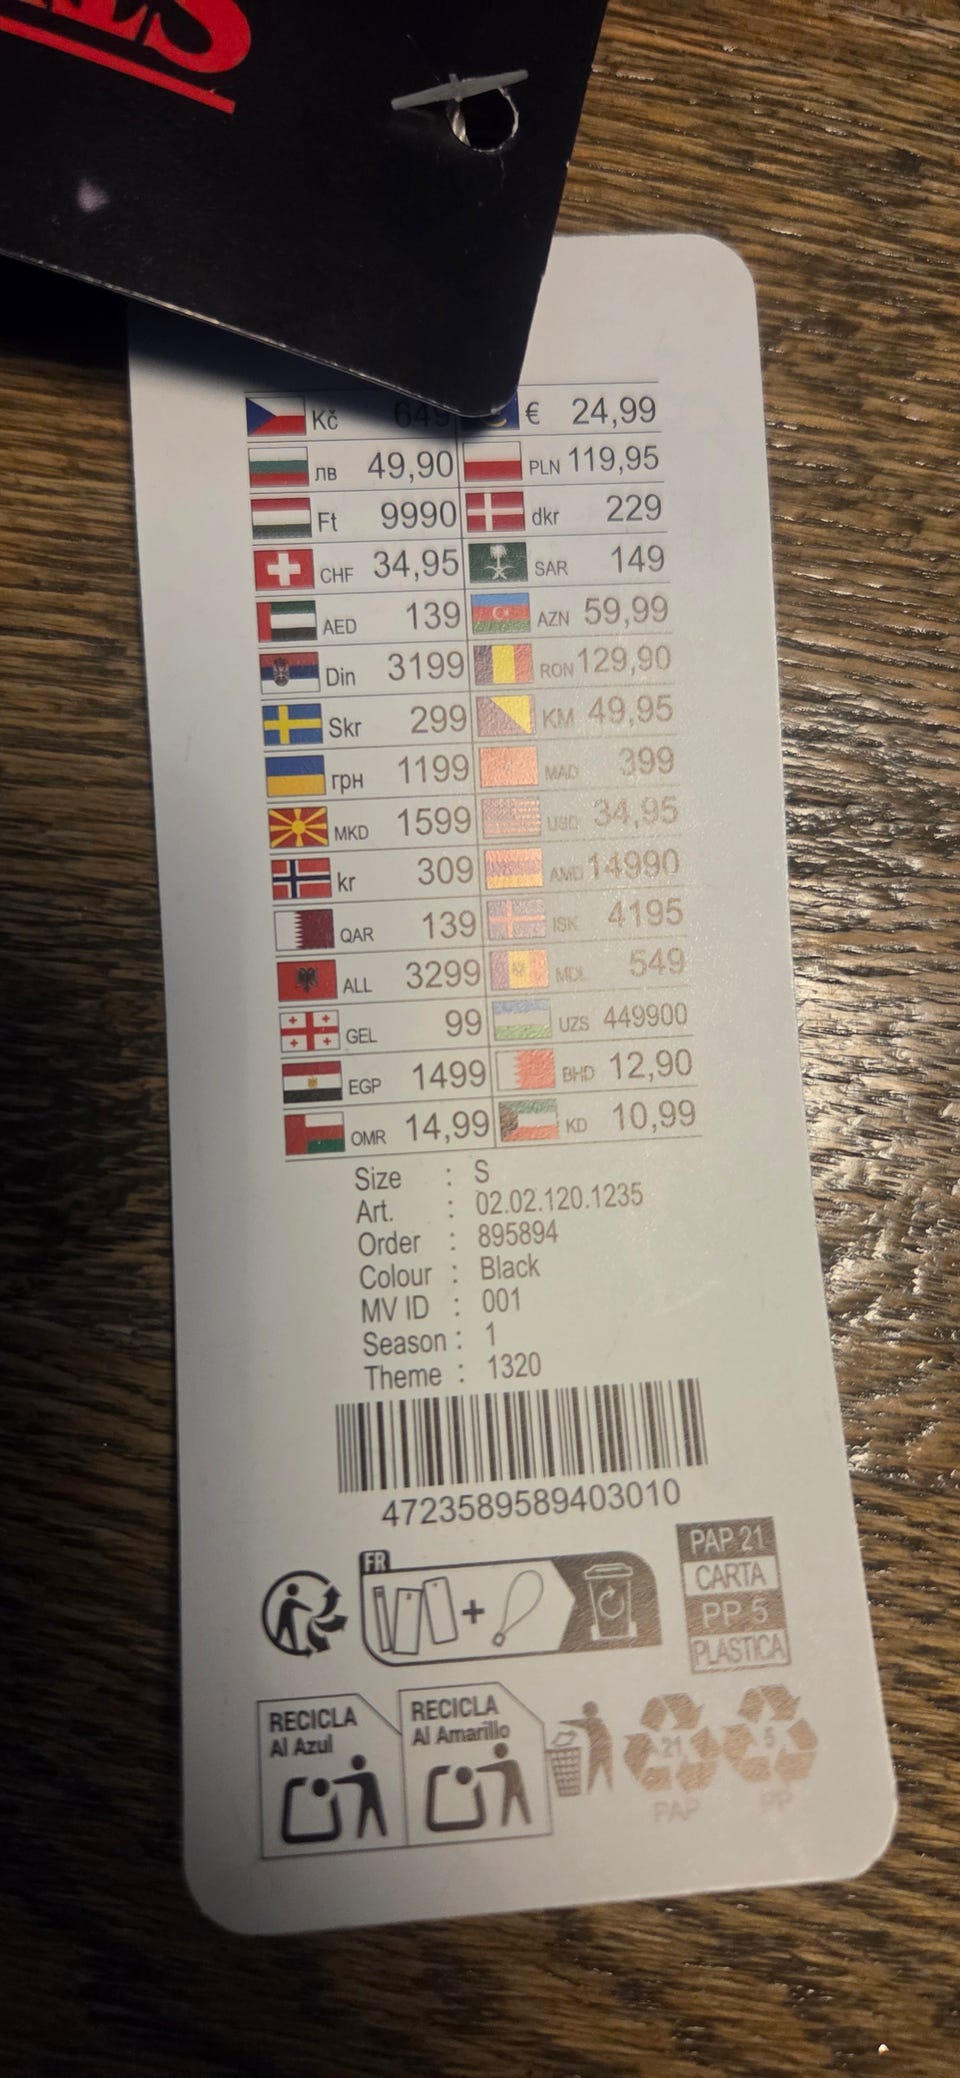 Kč 649 € 24,99
лв 49,90 PLN 119,95
Ft 9990 dkr 229
CHF 34,95 SAR 149
AED 139 AZN 59,99
Din 3199 RON 129,90
Skr 299 KM 49,95
грн 1199 MAD 399
MKD 1599 USD 34,95
kr 309 AMD 14990
QAR 139 ISK 4195
ALL 3299 MDL 549
GEL 99 UZS 449900
EGP 1499 BHD 12,90
OMR 14,99 KD 10,99
Size : S
Art. : 02.02.120.1235
Order : 895894
Colour : Black
MV ID : 001
Season : 1
Theme : 1320
4723589589403010
FR
PAP 21
CARTA
PP 5
PLASTICA
RECICLA
Al Azul
RECICLA
Al Amarillo
21
PAP
5
PP